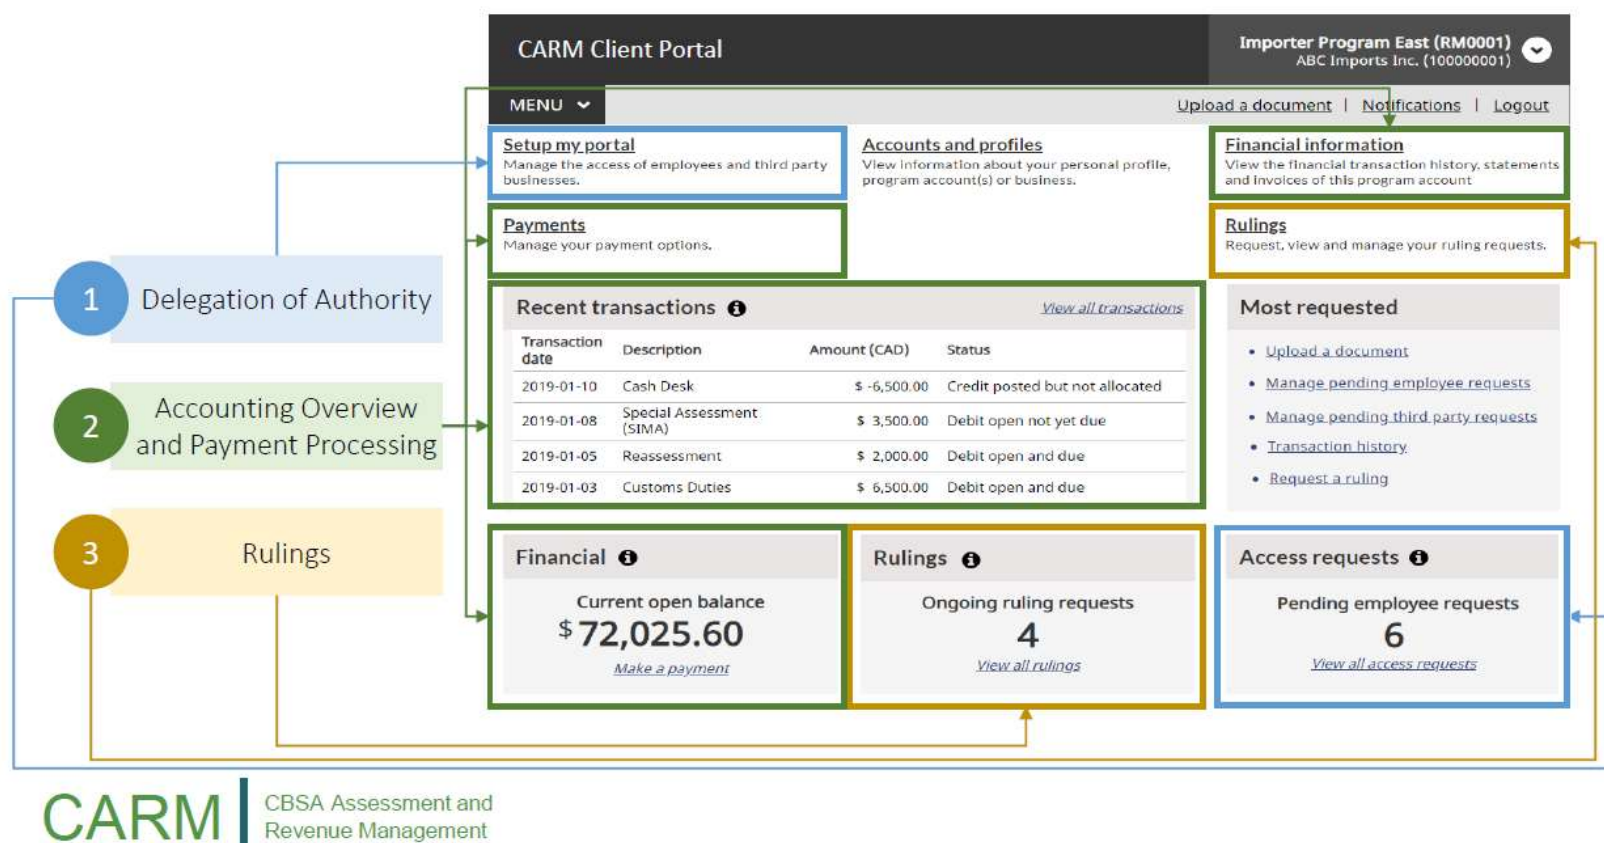 CARM Client Portal
Importer Program East (RM0001)
ABC Imports Inc. (100000001)
MENU
Upload a document | Notifications | Logout
Setup my portal
Manage the access of employees and third party
businesses.
Accounts and profiles
View information about your personal profile,
program account(s) or business.
Financial information
View the financial transaction history, statements
and invoices of this program account
Payments
Manage your payment options.
Rulings
Request, view and manage your ruling requests.
1 Delegation of Authority
2 Accounting Overview
and Payment Processing
3 Rulings
Recent transactions View all transactions
Transaction
date
Description Amount (CAD) Status
2019-01-10 Cash Desk $ -6,500.00 Credit posted but not allocated
2019-01-08 Special Assessment
(SIMA) $ 3,500.00 Debit open not yet due
2019-01-05 Reassessment $ 2,000.00 Debit open and due
2019-01-03 Customs Duties $ 6,500.00 Debit open and due
Most requested
• Upload a document
• Manage pending employee requests
• Manage pending third party requests
• Transaction history
• Request a ruling
Financial
Current open balance
$ 72,025.60
Make a payment
Rulings
Ongoing ruling requests
4
View all rulings
Access requests
Pending employee requests
6
View all access requests
CARM
CBSA Assessment and
Revenue Management